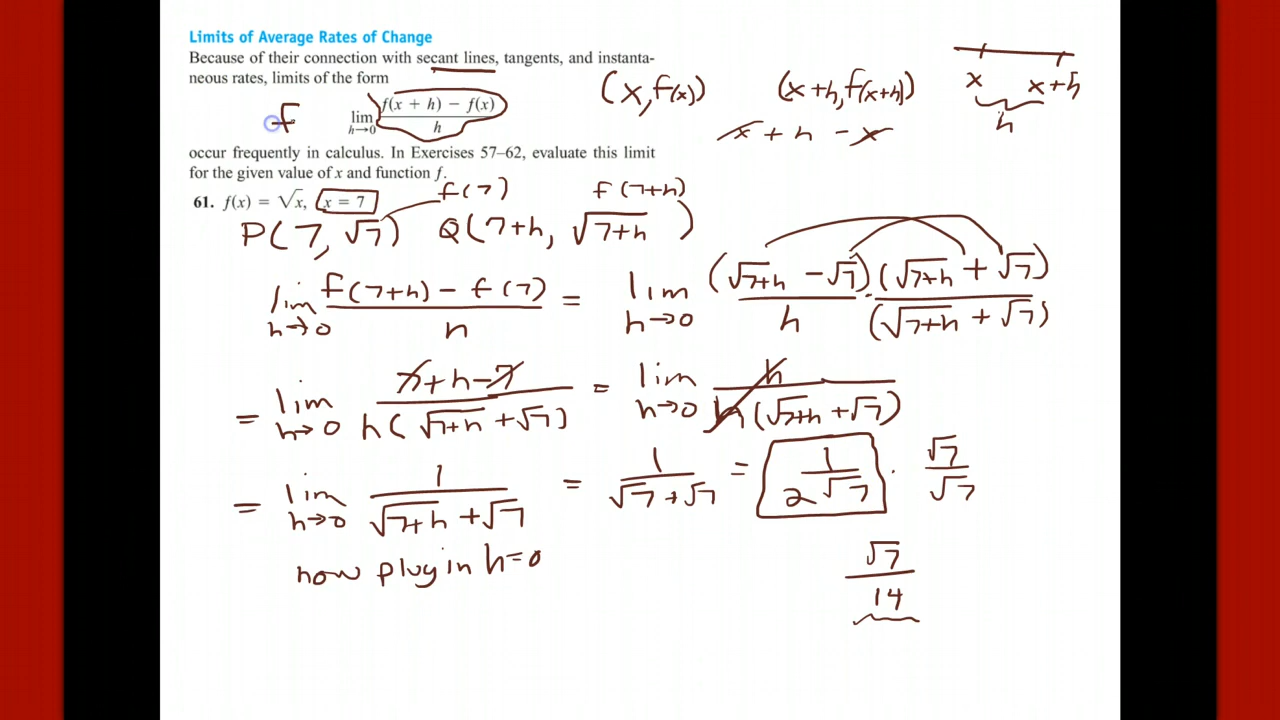 Limits of Average Rates of Change
Because of their connection with secant lines, tangents, and instanta-
neous rates, limits of the form
f lim h→0 f(x + h) − f(x) / h
(x, f(x)) (x+h, f(x+h))
x x+h
h
x + h - x
occur frequently in calculus. In Exercises 57–62, evaluate this limit
for the given value of x and function f.
61. f(x) = √x, x = 7
f(7) f(7+h)
P(7, √7) Q(7+h, √7+h )
lim h→0 f(7+h) - f(7) / h = lim h→0 (√7+h - √7)/h · (√7+h + √7)/(√7+h + √7)
= lim h→0 7+h-7 / h(√7+h + √7) = lim h→0 h / h(√7+h + √7)
= lim h→0 1 / √7+h + √7 = 1 / √7 + √7 = 1 / 2√7 · √7 / √7
now plug in h=0
√7 / 14